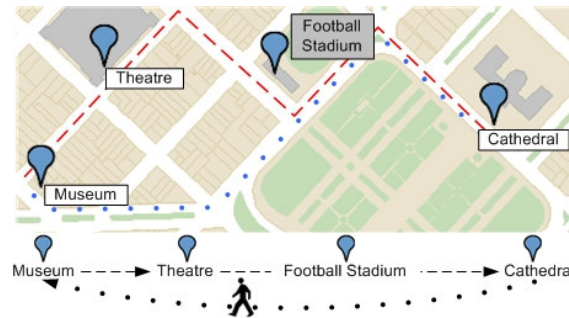 Football
Stadium
Theatre
Cathedral
Museum
Museum Theatre Football Stadium Cathedral